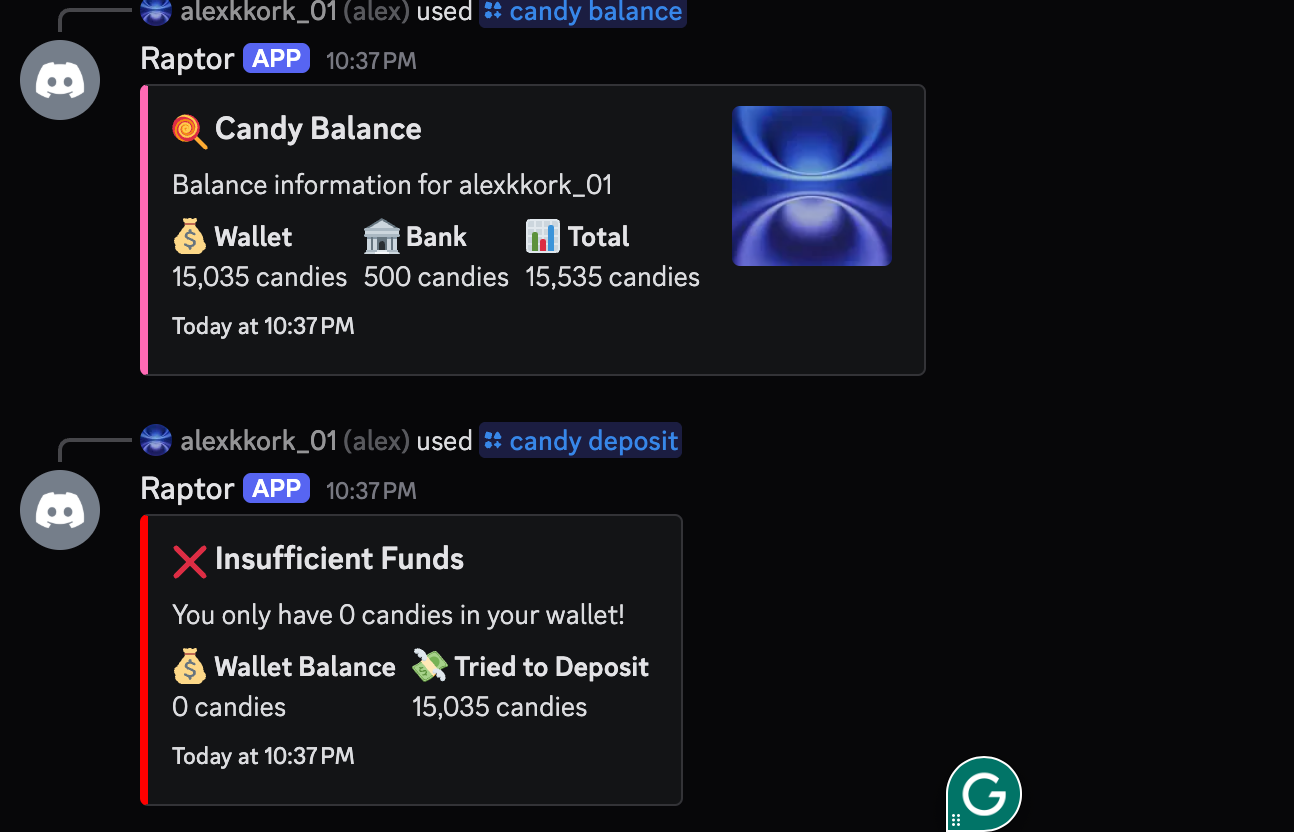 alexkkork_01 (alex) used candy balance
Raptor APP 10:37 PM
Candy Balance
Balance information for alexkkork_01
Wallet Bank Total
15,035 candies 500 candies 15,535 candies
Today at 10:37 PM
alexkkork_01 (alex) used candy deposit
Raptor APP 10:37 PM
Insufficient Funds
You only have 0 candies in your wallet!
Wallet Balance Tried to Deposit
0 candies 15,035 candies
Today at 10:37 PM
G